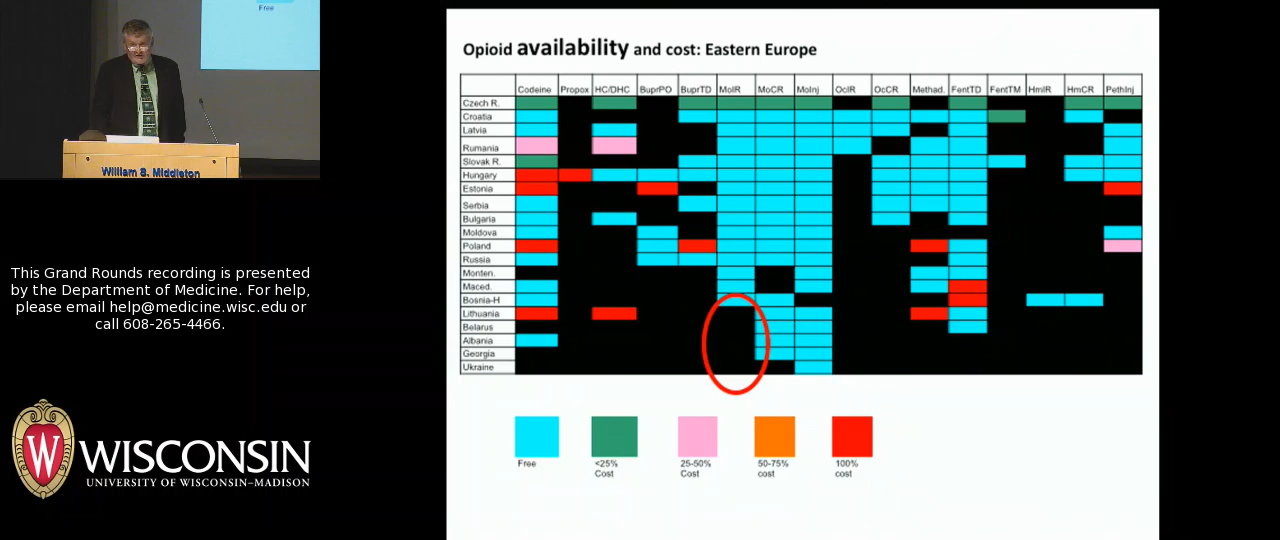 Free
William S. Middleton
This Grand Rounds recording is presented
by the Department of Medicine. For help,
please email help@medicine.wisc.edu or
call 608-265-4466.
W
WISCONSIN
UNIVERSITY OF WISCONSIN–MADISON
Opioid availability and cost: Eastern Europe
Codeine Propox HC/DHC BuprPO BuprTD MoIR MoCR MoInj OcIR OcCR Methad. FentTD FentTM HmIR HmCR PethInj
Czech R.
Croatia
Latvia
Rumania
Slovak R.
Hungary
Estonia
Serbia
Bulgaria
Moldova
Poland
Russia
Monten.
Maced.
Bosnia-H
Lithuania
Belarus
Albania
Georgia
Ukraine
Free <25% 25-50% 50-75% 100%
Cost Cost cost cost